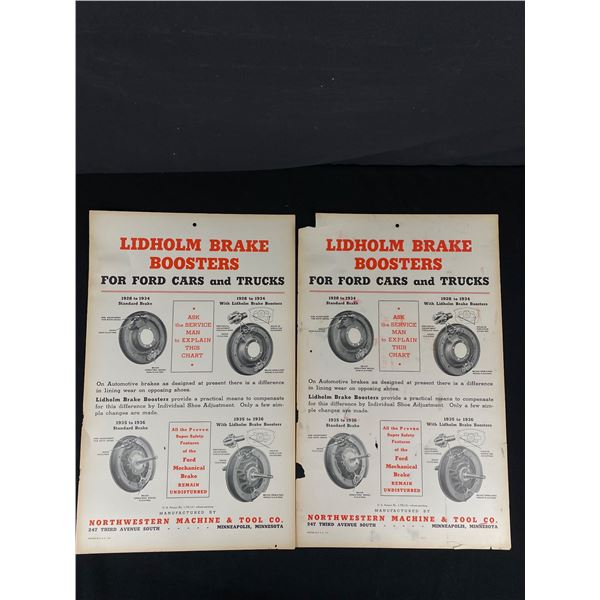 LIDHOLM BRAKE
BOOSTERS
FOR FORD CARS and TRUCKS
1928 to 1934
Standard Brake
ASK
the SERVICE
MAN
to EXPLAIN
THIS
CHART
1928 to 1934
With Lidholm Brake Boosters
On Automotive brakes as designed at present there is a difference
in lining wear on opposing shoes.
Lidholm Brake Boosters provide a practical means to compensate
for this difference by Individual Shoe Adjustment. Only a few sim-
ple changes are made.
1935 to 1936
Standard Brake
All the Proven
Super Safety
Features
of the
Ford
Mechanical
Brake
REMAIN
UNDISTURBED
1935 to 1936
With Lidholm Brake Boosters
MANUFACTURED BY
NORTHWESTERN MACHINE & TOOL CO.
247 THIRD AVENUE SOUTH - - - - - MINNEAPOLIS, MINNESOTA
LIDHOLM BRAKE
BOOSTERS
FOR FORD CARS and TRUCKS
1928 to 1934
Standard Brake
ASK
the SERVICE
MAN
to EXPLAIN
THIS
CHART
1928 to 1934
With Lidholm Brake Boosters
On Automotive brakes as designed at present there is a difference
in lining wear on opposing shoes.
Lidholm Brake Boosters provide a practical means to compensate
for this difference by Individual Shoe Adjustment. Only a few sim-
ple changes are made.
1935 to 1936
Standard Brake
All the Proven
Super Safety
Features
of the
Ford
Mechanical
Brake
REMAIN
UNDISTURBED
1935 to 1936
With Lidholm Brake Boosters
MANUFACTURED BY
NORTHWESTERN MACHINE & TOOL CO.
247 THIRD AVENUE SOUTH - - - - - MINNEAPOLIS, MINNESOTA